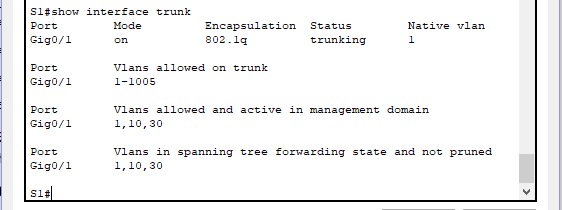 S1#show interface trunk
Port        Mode         Encapsulation  Status        Native vlan
Gig0/1      on           802.1q         trunking      1
Port        Vlans allowed on trunk
Gig0/1      1-1005
Port        Vlans allowed and active in management domain
Gig0/1      1,10,30
Port        Vlans in spanning tree forwarding state and not pruned
Gig0/1      1,10,30
S1#